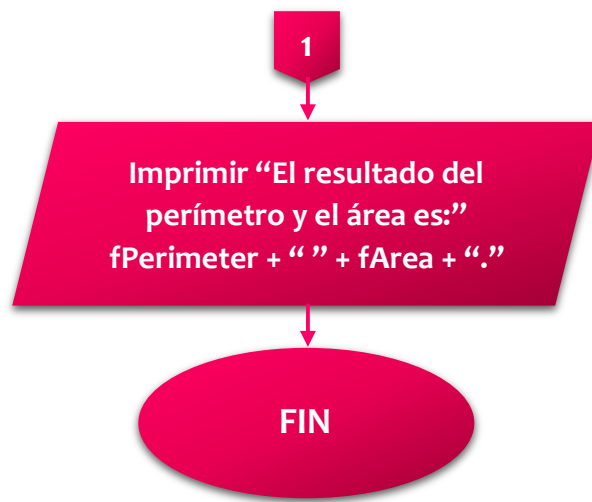 1
Imprimir “El resultado del
perímetro y el área es:”
fPerimeter + “ ” + fArea + “.”
FIN